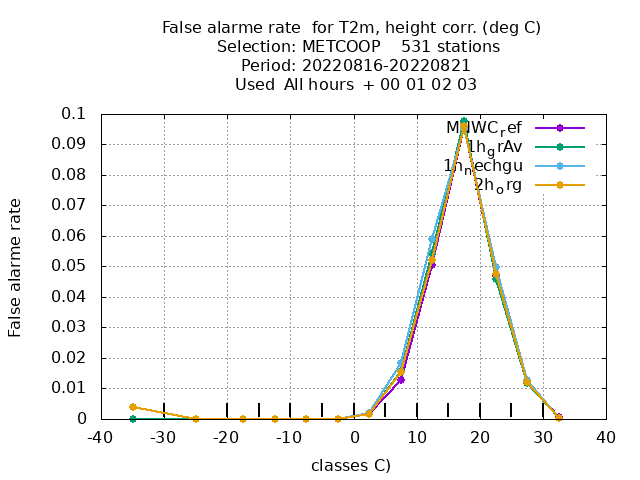 False alarme rate  for T2m, height corr. (deg C)
Selection: METCOOP    531 stations
Period: 20220816-20220821
Used  All hours  + 00 01 02 03
0.1
0.09
0.08
0.07
0.06
0.05
0.04
0.03
0.02
0.01
0
False alarme rate
1h_grAv
2h_org
-40 -30 -20 -10 0 10 20 30 40
classes C)